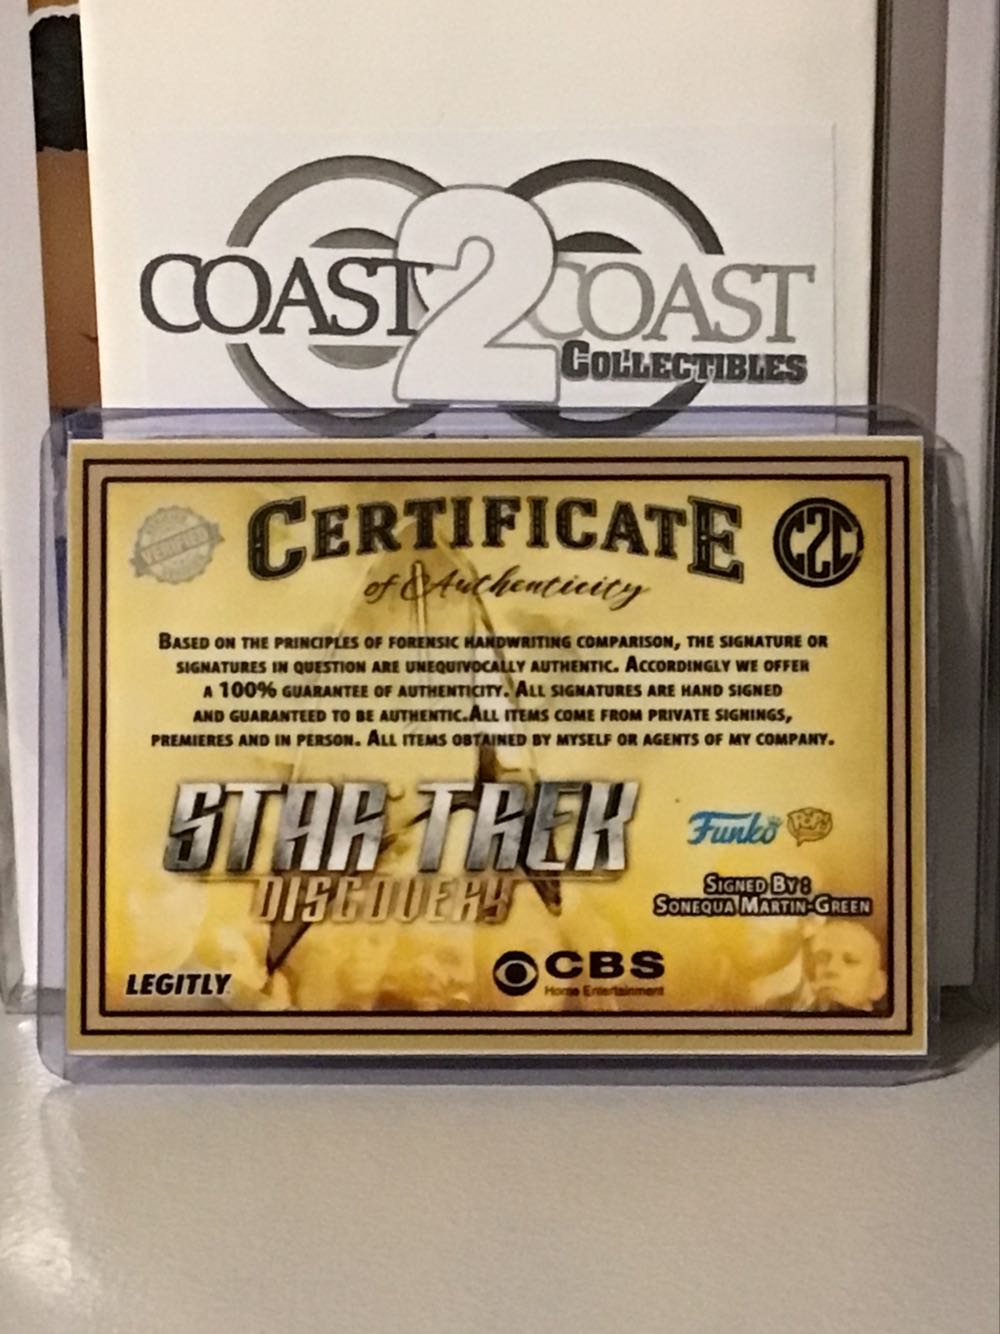 COAST 2 COAST
COLLECTIBLES
VERIFIED
CERTIFICATE
C2C
of Authenticity
BASED ON THE PRINCIPLES OF FORENSIC HANDWRITING COMPARISON, THE SIGNATURE OR
SIGNATURES IN QUESTION ARE UNEQUIVOCALLY AUTHENTIC. ACCORDINGLY WE OFFER
A 100% GUARANTEE OF AUTHENTICITY. ALL SIGNATURES ARE HAND SIGNED
AND GUARANTEED TO BE AUTHENTIC.ALL ITEMS COME FROM PRIVATE SIGNINGS,
PREMIERES AND IN PERSON. ALL ITEMS OBTAINED BY MYSELF OR AGENTS OF MY COMPANY.
STAR TREK
DISCOVERY
Funko POP!
SIGNED BY:
SONEQUA MARTIN-GREEN
LEGITLY
CBS
Home Entertainment